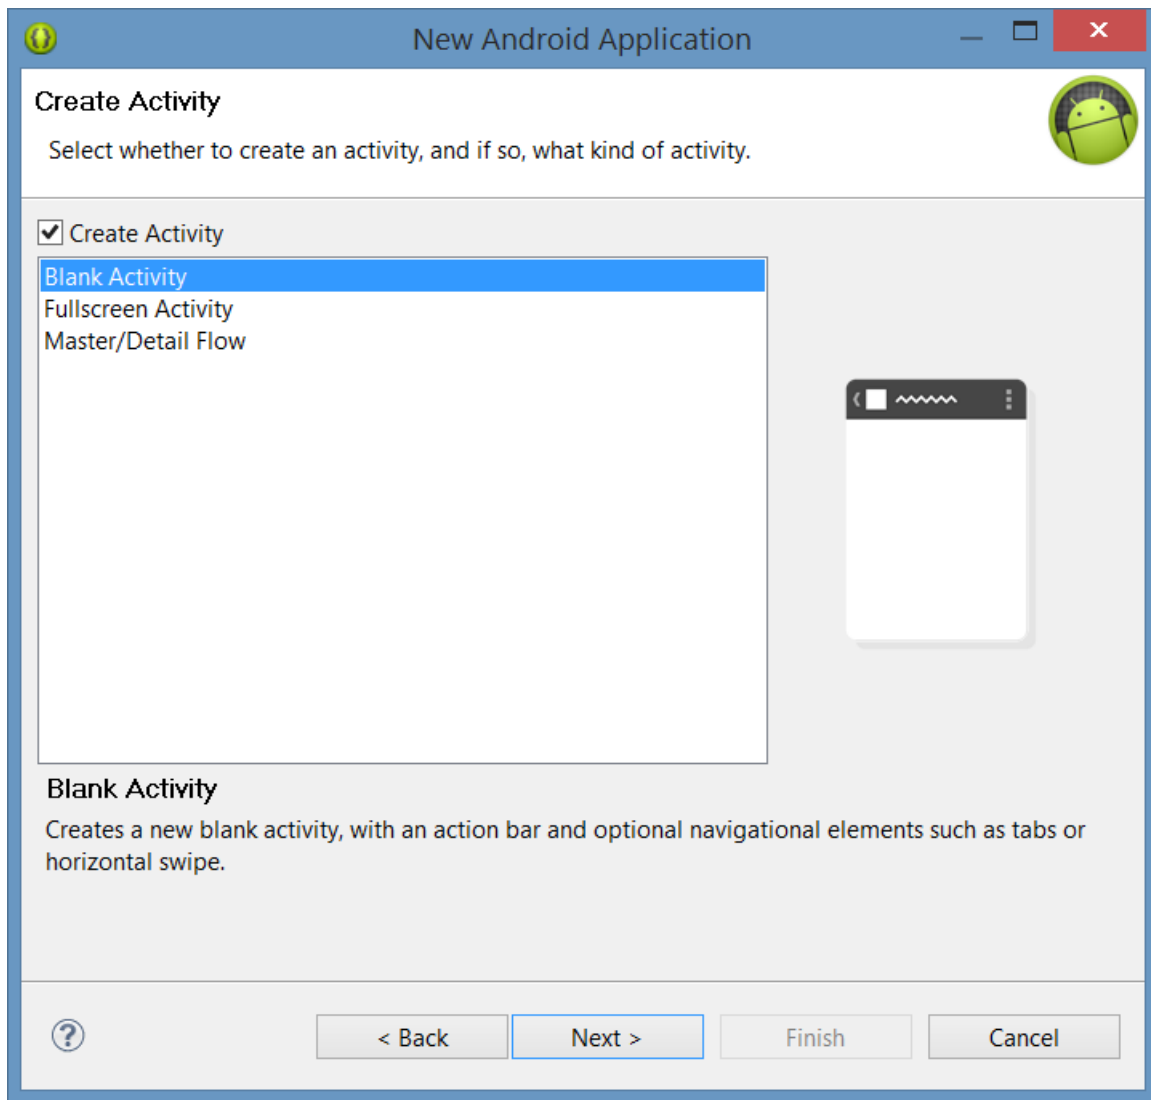 New Android Application
Create Activity
Select whether to create an activity, and if so, what kind of activity.
Create Activity
Blank Activity
Fullscreen Activity
Master/Detail Flow
Blank Activity
Creates a new blank activity, with an action bar and optional navigational elements such as tabs or
horizontal swipe.
< Back
Next >
Finish
Cancel